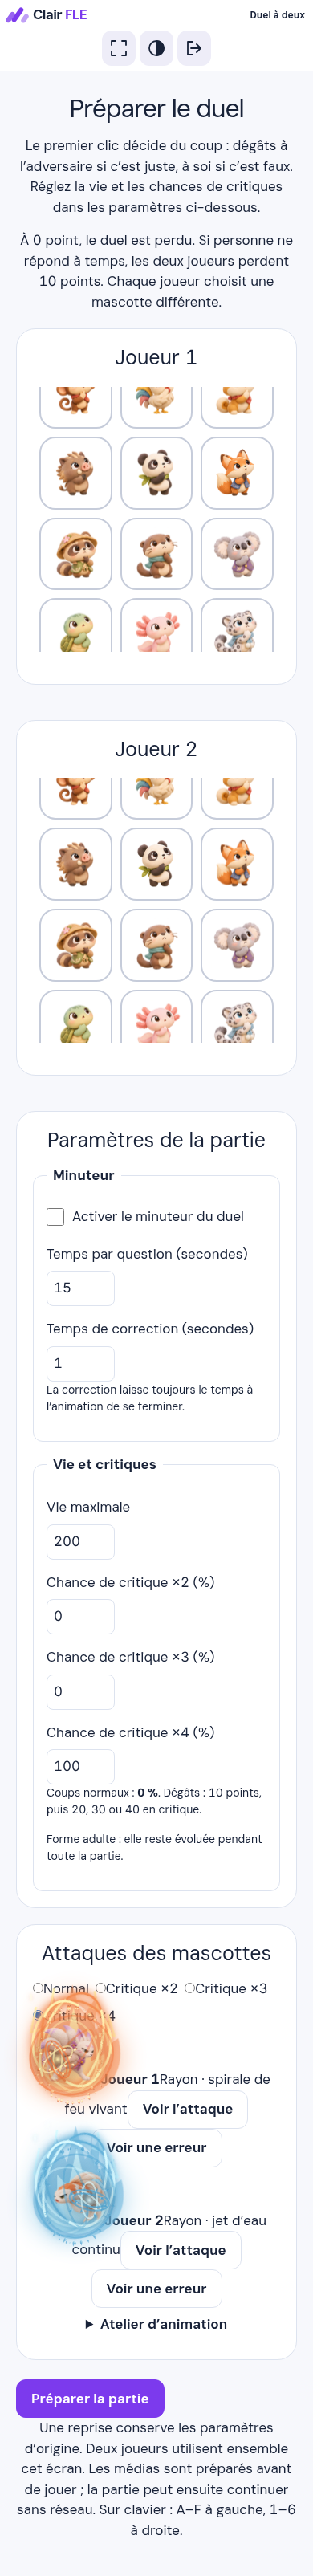 Clair FLE
Duel à deux
Préparer le duel
Le premier clic décide du coup : dégâts à
l’adversaire si c’est juste, à soi si c’est faux.
Réglez la vie et les chances de critiques
dans les paramètres ci-dessous.
À 0 point, le duel est perdu. Si personne ne
répond à temps, les deux joueurs perdent
10 points. Chaque joueur choisit une
mascotte différente.
Joueur 1
Joueur 2
Paramètres de la partie
Minuteur
Activer le minuteur du duel
Temps par question (secondes)
15
Temps de correction (secondes)
1
La correction laisse toujours le temps à
l’animation de se terminer.
Vie et critiques
Vie maximale
200
Chance de critique ×2 (%)
0
Chance de critique ×3 (%)
0
Chance de critique ×4 (%)
100
Coups normaux : 0 %. Dégâts : 10 points,
puis 20, 30 ou 40 en critique.
Forme adulte : elle reste évoluée pendant
toute la partie.
Attaques des mascottes
Normal Critique ×2 Critique ×3
4
Joueur 1Rayon · spirale de
feu vivant Voir l’attaque
Voir une erreur
Joueur 2Rayon · jet d’eau
continu Voir l’attaque
Voir une erreur
Atelier d’animation
Préparer la partie
Une reprise conserve les paramètres
d’origine. Deux joueurs utilisent ensemble
cet écran. Les médias sont préparés avant
de jouer ; la partie peut ensuite continuer
sans réseau. Sur clavier : A–F à gauche, 1–6
à droite.